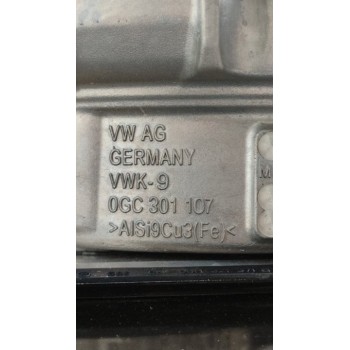 VW AG
GERMANY
VWK-9
0GC 301 107
>AlSi9Cu3(Fe)<
M